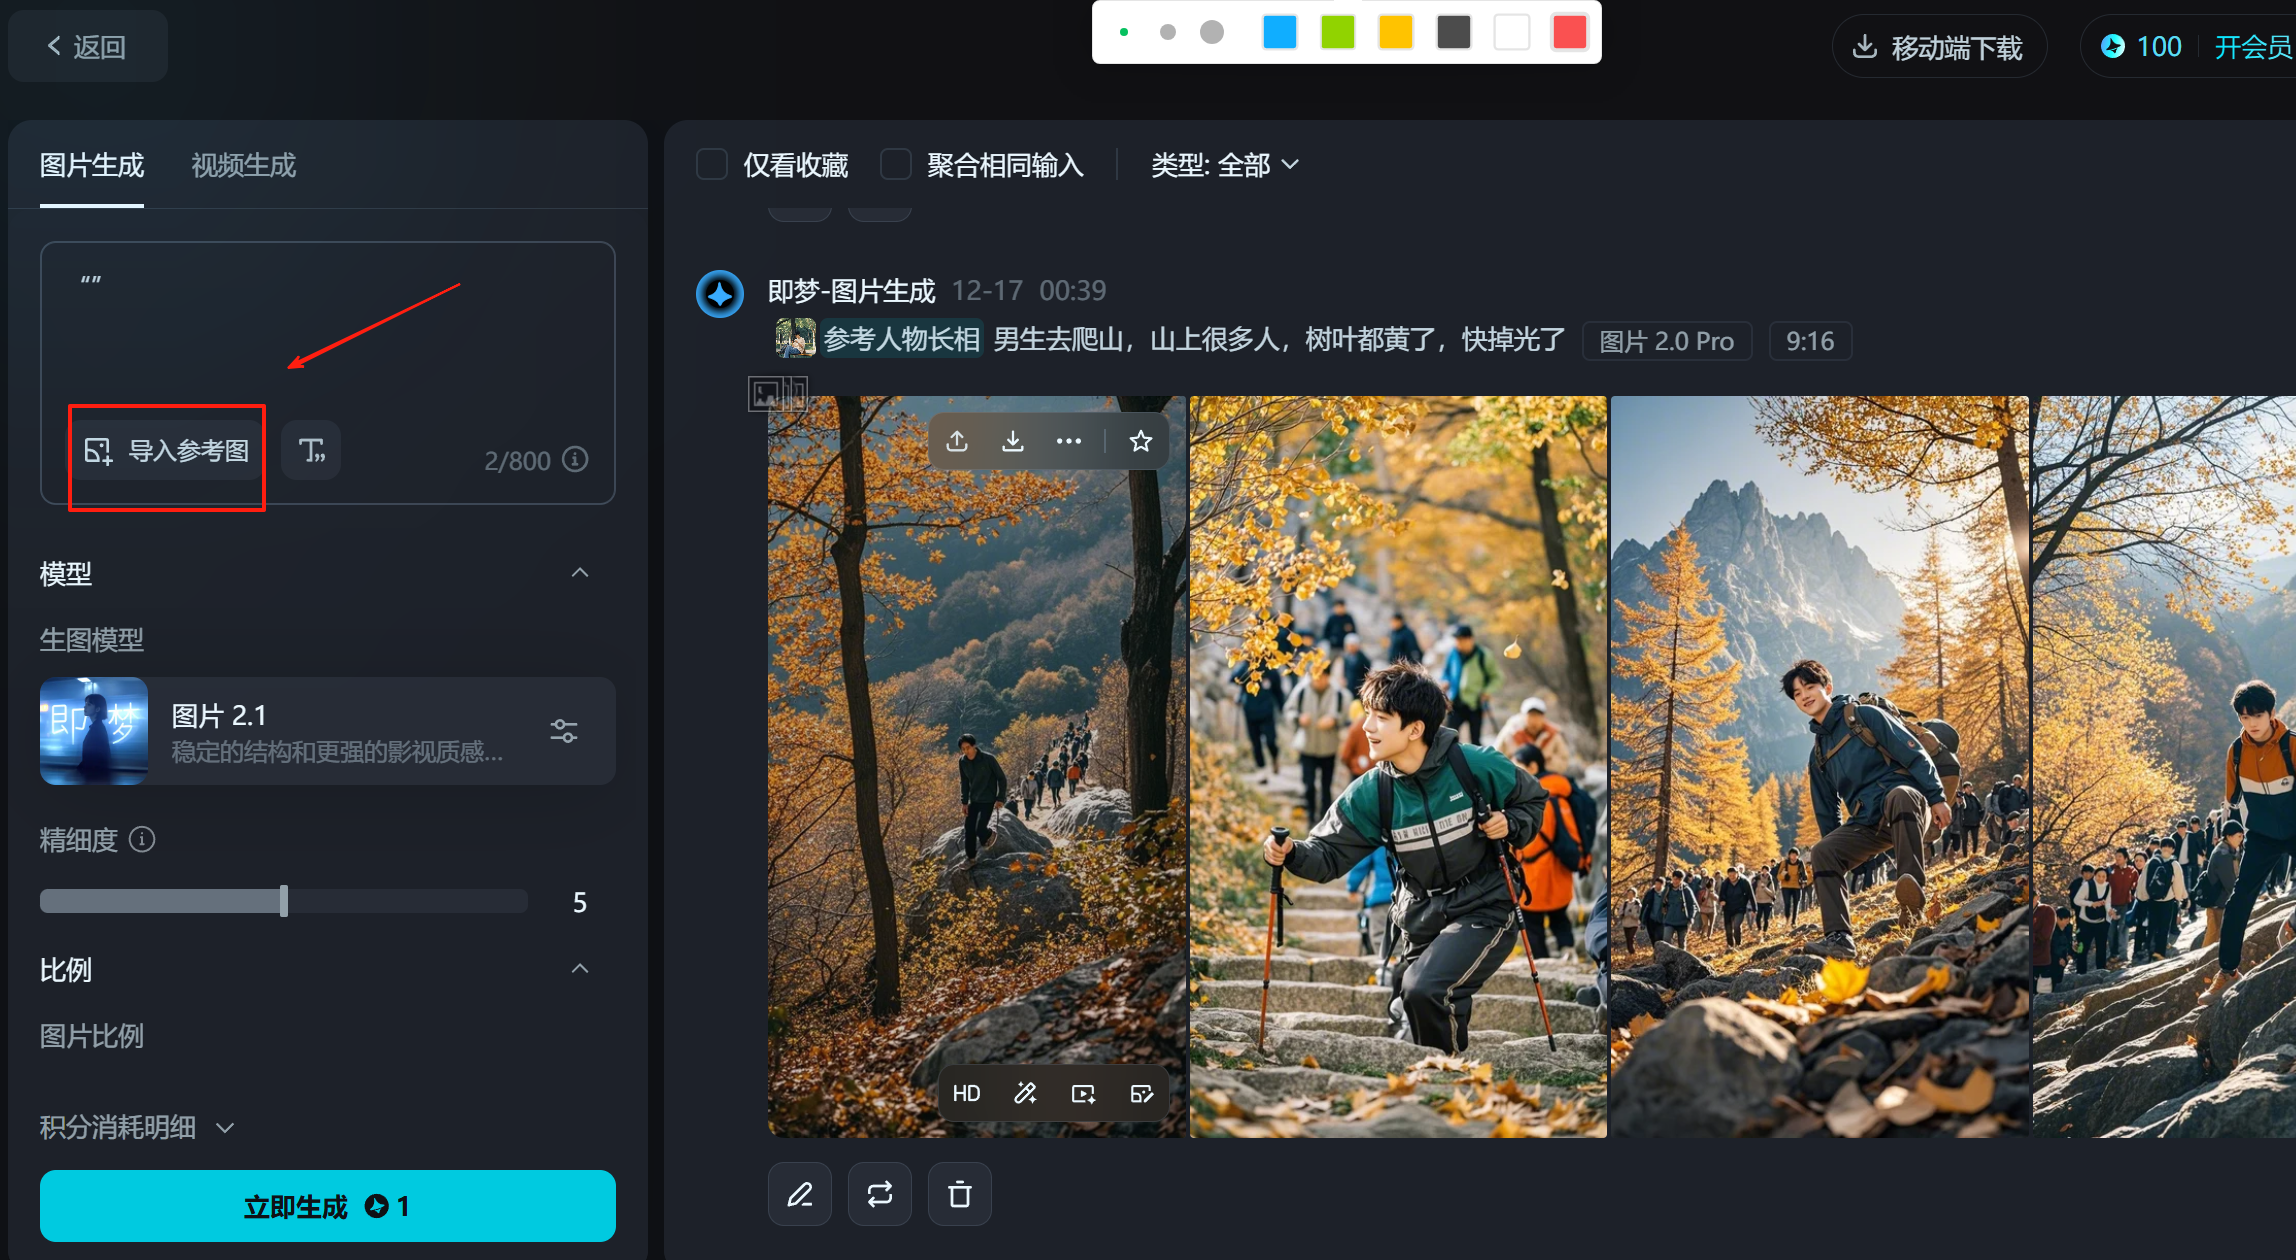 返回
移动端下载
100 开会员
图片生成 视频生成
仅看收藏 聚合相同输入 类型: 全部
“”
导入参考图
2/800
即梦-图片生成 12-17 00:39
参考人物长相 男生去爬山，山上很多人，树叶都黄了，快掉光了 图片 2.0 Pro 9:16
模型
生图模型
即梦
图片 2.1
稳定的结构和更强的影视质感...
精细度
5
比例
图片比例
积分消耗明细
立即生成 1
HD